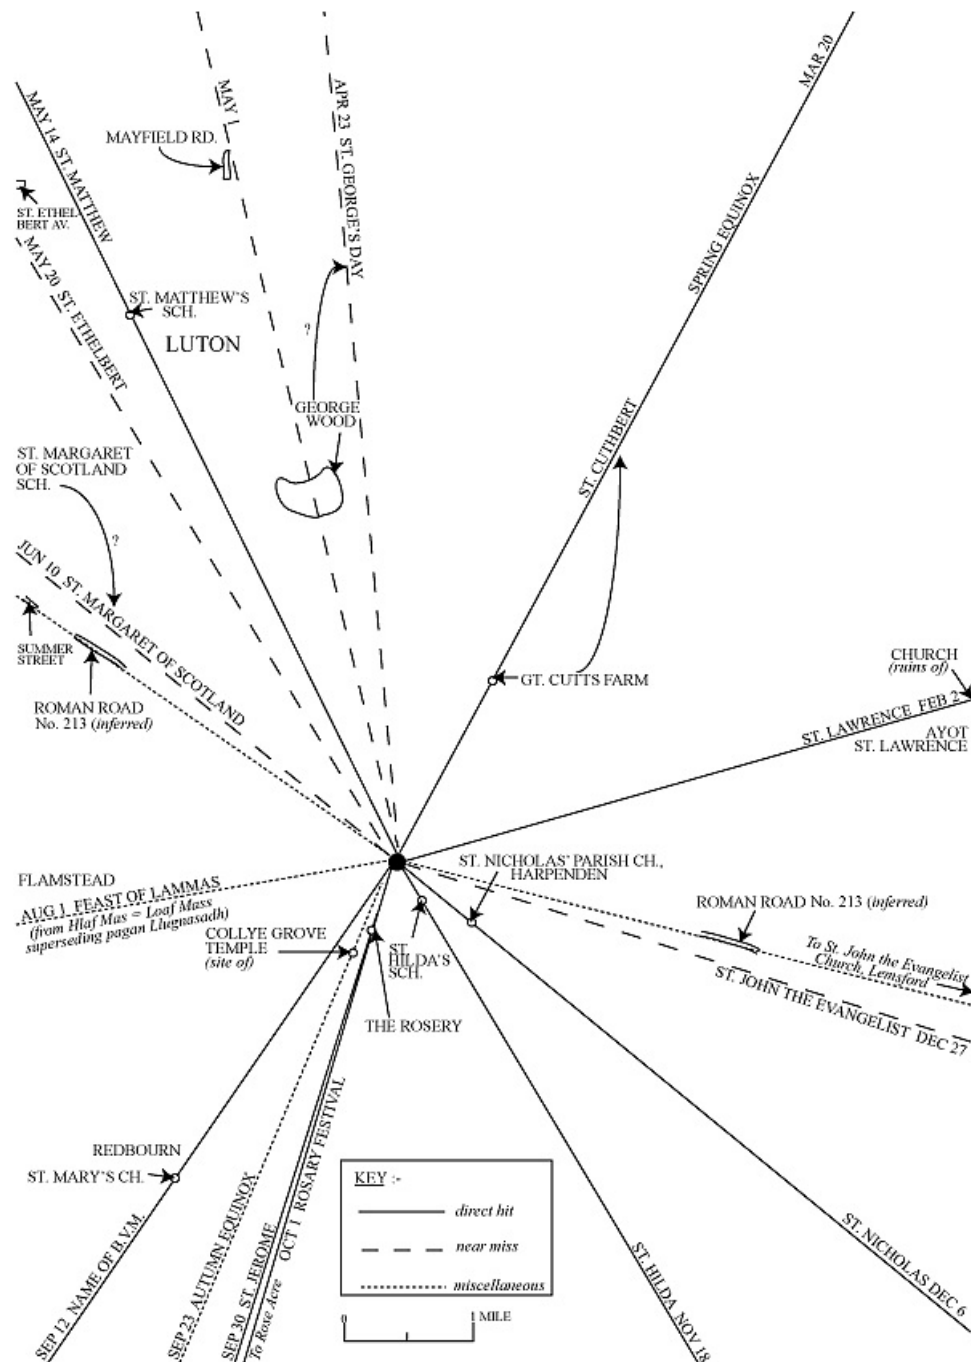 MAR 20
MAY 14 ST. MATTHEW
MAY 1
APR 23 ST. GEORGE'S DAY
MAYFIELD RD.
ST. ETHEL-
BERT AV.
MAY 20 ST. ETHELBERT
SPRING EQUINOX
ST. MATTHEW'S
SCH.
LUTON
?
GEORGE
WOOD
ST. CUTHBERT
ST. MARGARET
OF SCOTLAND
SCH.
?
JUN 10 ST. MARGARET OF SCOTLAND
SUMMER
STREET
ROMAN ROAD
No. 213 (inferred)
GT. CUTTS FARM
CHURCH
(ruins of)
ST. LAWRENCE FEB 2
AYOT
ST. LAWRENCE
FLAMSTEAD
AUG 1 FEAST OF LAMMAS
(from Hlaf Mas = Loaf Mass
superseding pagan Llugnasadh)
ST. NICHOLAS' PARISH CH.,
HARPENDEN
ROMAN ROAD No. 213 (inferred)
To St. John the Evangelist
Church, Lemsford
ST. JOHN THE EVANGELIST DEC 27
COLLYE GROVE
TEMPLE
(site of)
ST.
HILDA'S
SCH.
THE ROSERY
REDBOURN
ST. MARY'S CH.
SEP 12 NAME OF B.V.M.
SEP 23 AUTUMN EQUINOX
SEP 30 ST. JEROME
OCT 1 ROSARY FESTIVAL
To Rose Acre
ST. HILDA NOV 18
ST. NICHOLAS DEC 6
KEY :-
direct hit
near miss
miscellaneous
0
1 MILE